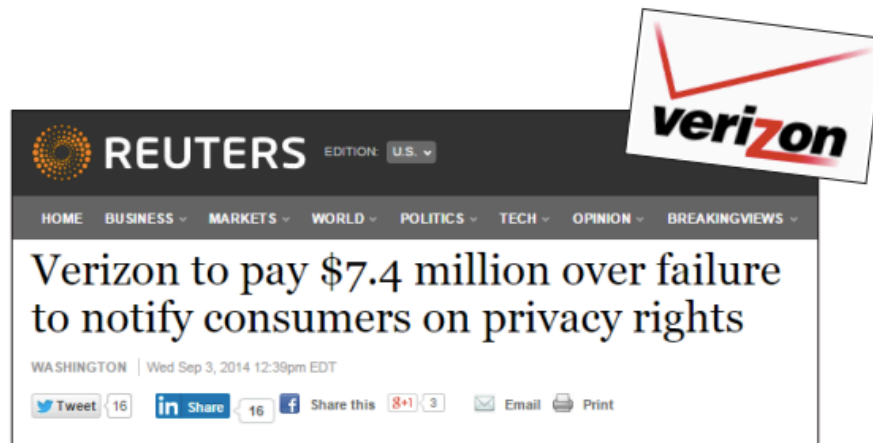 verizon
REUTERS EDITION: U.S.
HOME BUSINESS MARKETS WORLD POLITICS TECH OPINION BREAKINGVIEWS
Verizon to pay $7.4 million over failure
to notify consumers on privacy rights
WASHINGTON | Wed Sep 3, 2014 12:39pm EDT
Tweet 16 in Share 16 f Share this 8+1 3 Email Print